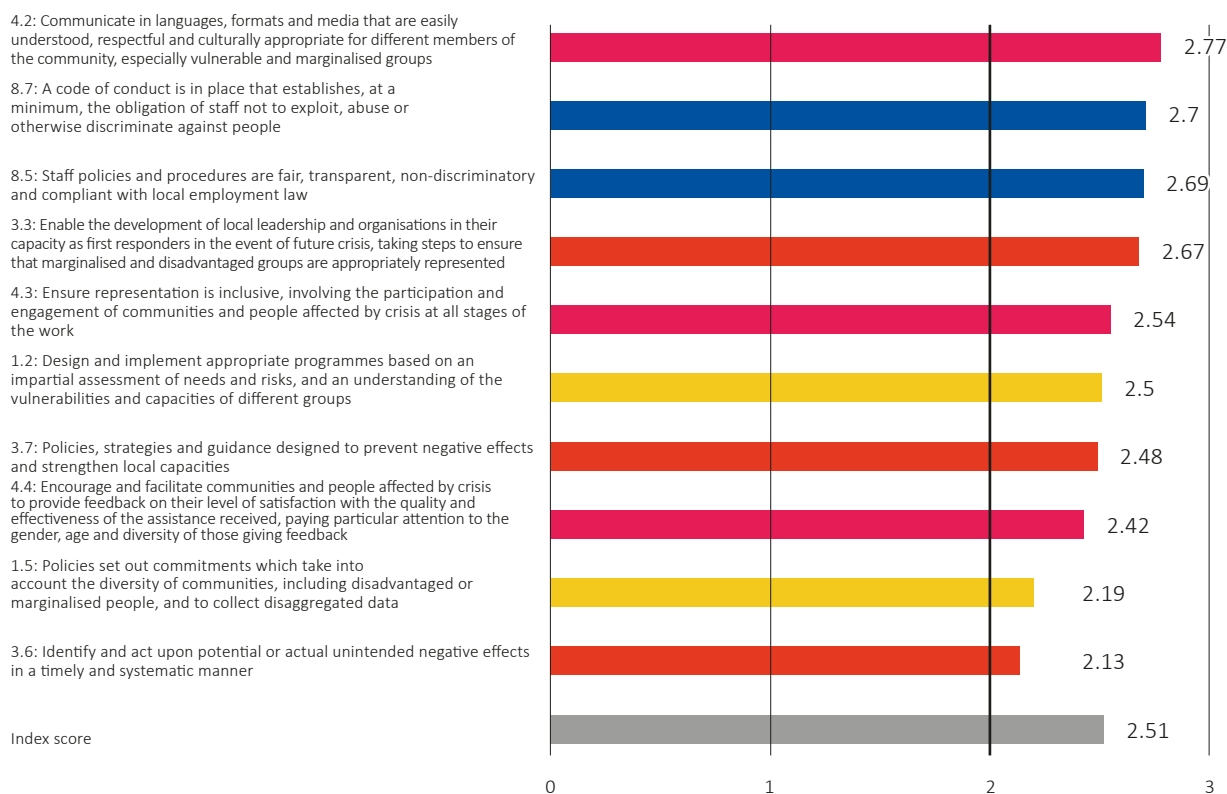 4.2: Communicate in languages, formats and media that are easily
understood, respectful and culturally appropriate for different members of
the community, especially vulnerable and marginalised groups
2.77
8.7: A code of conduct is in place that establishes, at a
minimum, the obligation of staff not to exploit, abuse or
otherwise discriminate against people
2.7
8.5: Staff policies and procedures are fair, transparent, non-discriminatory
and compliant with local employment law
2.69
3.3: Enable the development of local leadership and organisations in their
capacity as first responders in the event of future crisis, taking steps to ensure
that marginalised and disadvantaged groups are appropriately represented
2.67
4.3: Ensure representation is inclusive, involving the participation and
engagement of communities and people affected by crisis at all stages of
the work
2.54
1.2: Design and implement appropriate programmes based on an
impartial assessment of needs and risks, and an understanding of the
vulnerabilities and capacities of different groups
2.5
3.7: Policies, strategies and guidance designed to prevent negative effects
and strengthen local capacities
2.48
4.4: Encourage and facilitate communities and people affected by crisis
to provide feedback on their level of satisfaction with the quality and
effectiveness of the assistance received, paying particular attention to the
gender, age and diversity of those giving feedback
2.42
1.5: Policies set out commitments which take into
account the diversity of communities, including disadvantaged or
marginalised people, and to collect disaggregated data
2.19
3.6: Identify and act upon potential or actual unintended negative effects
in a timely and systematic manner
2.13
Index score
2.51
0 1 2 3